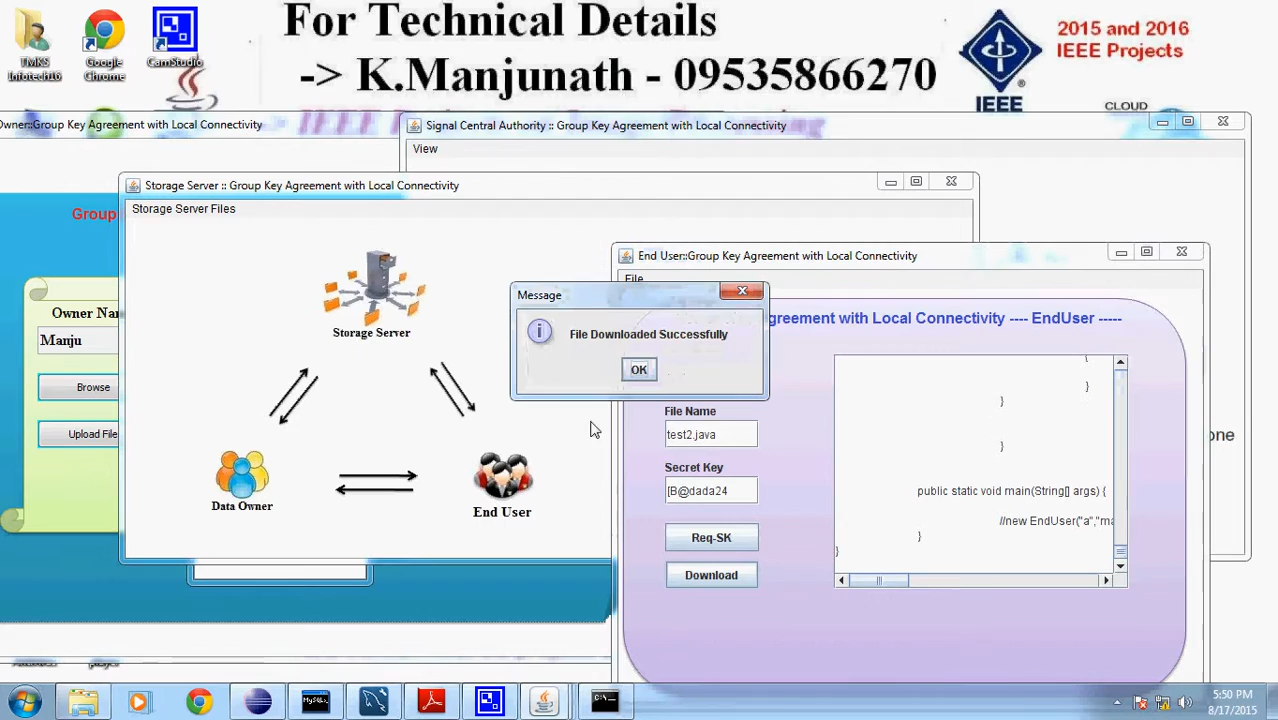 For Technical Details
-> K.Manjunath - 09535866270
2015 and 2016
IEEE Projects
IEEE
CLOUD
TMKS
Infotech16
Google
Chrome
CamStudio
Owner::Group Key Agreement with Local Connectivity
Signal Central Authority :: Group Key Agreement with Local Connectivity
View
Storage Server :: Group Key Agreement with Local Connectivity
Storage Server Files
Group
Owner Na
Manju
Browse
Upload File
Storage Server
Data Owner
End User
End User::Group Key Agreement with Local Connectivity
File
Message
File Downloaded Successfully
OK
greement with Local Connectivity ---- EndUser -----
File Name
test2.java
Secret Key
[B@dada24
Req-SK
Download
{
}
}
}
public static void main(String[] args) {
//new EndUser("a","ma
}
}
one
5:50 PM
8/17/2015